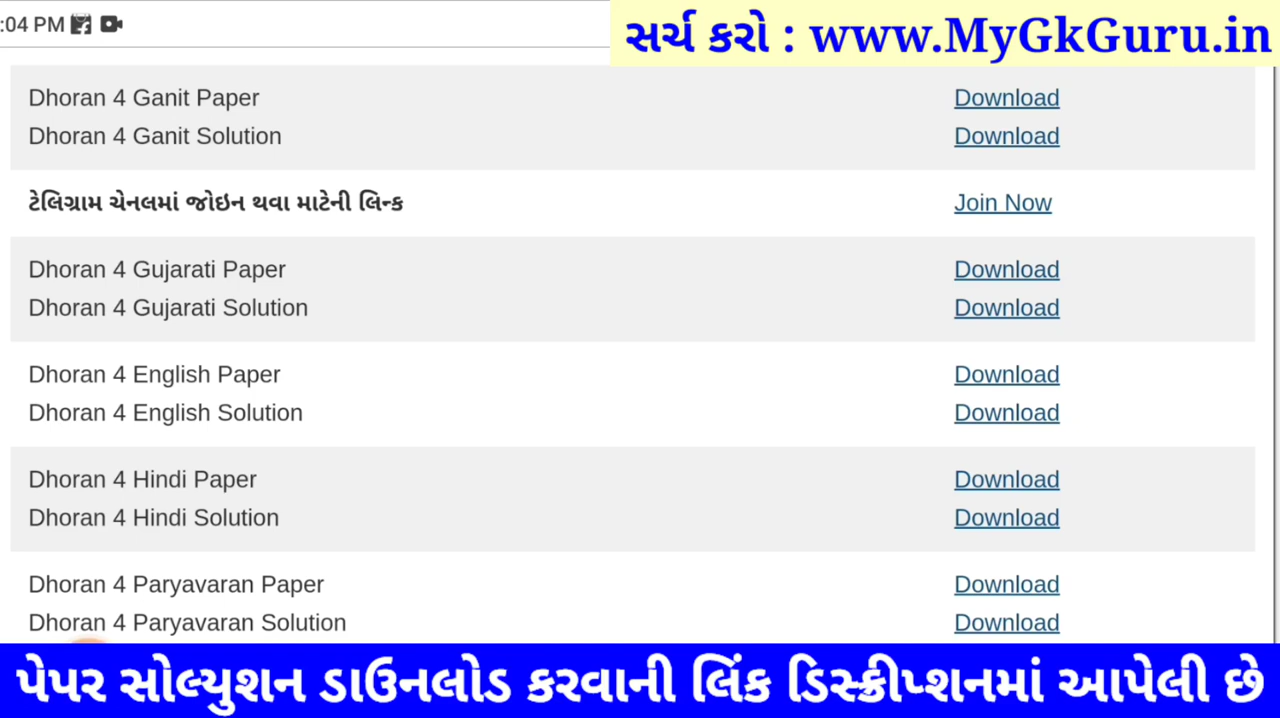 :04 PM
સર્ચ કરો : www.MyGkGuru.in
Dhoran 4 Ganit Paper Download
Dhoran 4 Ganit Solution Download
ટેલિગ્રામ ચેનલમાં જોઇન થવા માટેની લિન્ક Join Now
Dhoran 4 Gujarati Paper Download
Dhoran 4 Gujarati Solution Download
Dhoran 4 English Paper Download
Dhoran 4 English Solution Download
Dhoran 4 Hindi Paper Download
Dhoran 4 Hindi Solution Download
Dhoran 4 Paryavaran Paper Download
Dhoran 4 Paryavaran Solution Download
પેપર સોલ્યુશન ડાઉનલોડ કરવાની લિંક ડિસ્ક્રીપ્શનમાં આપેલી છે